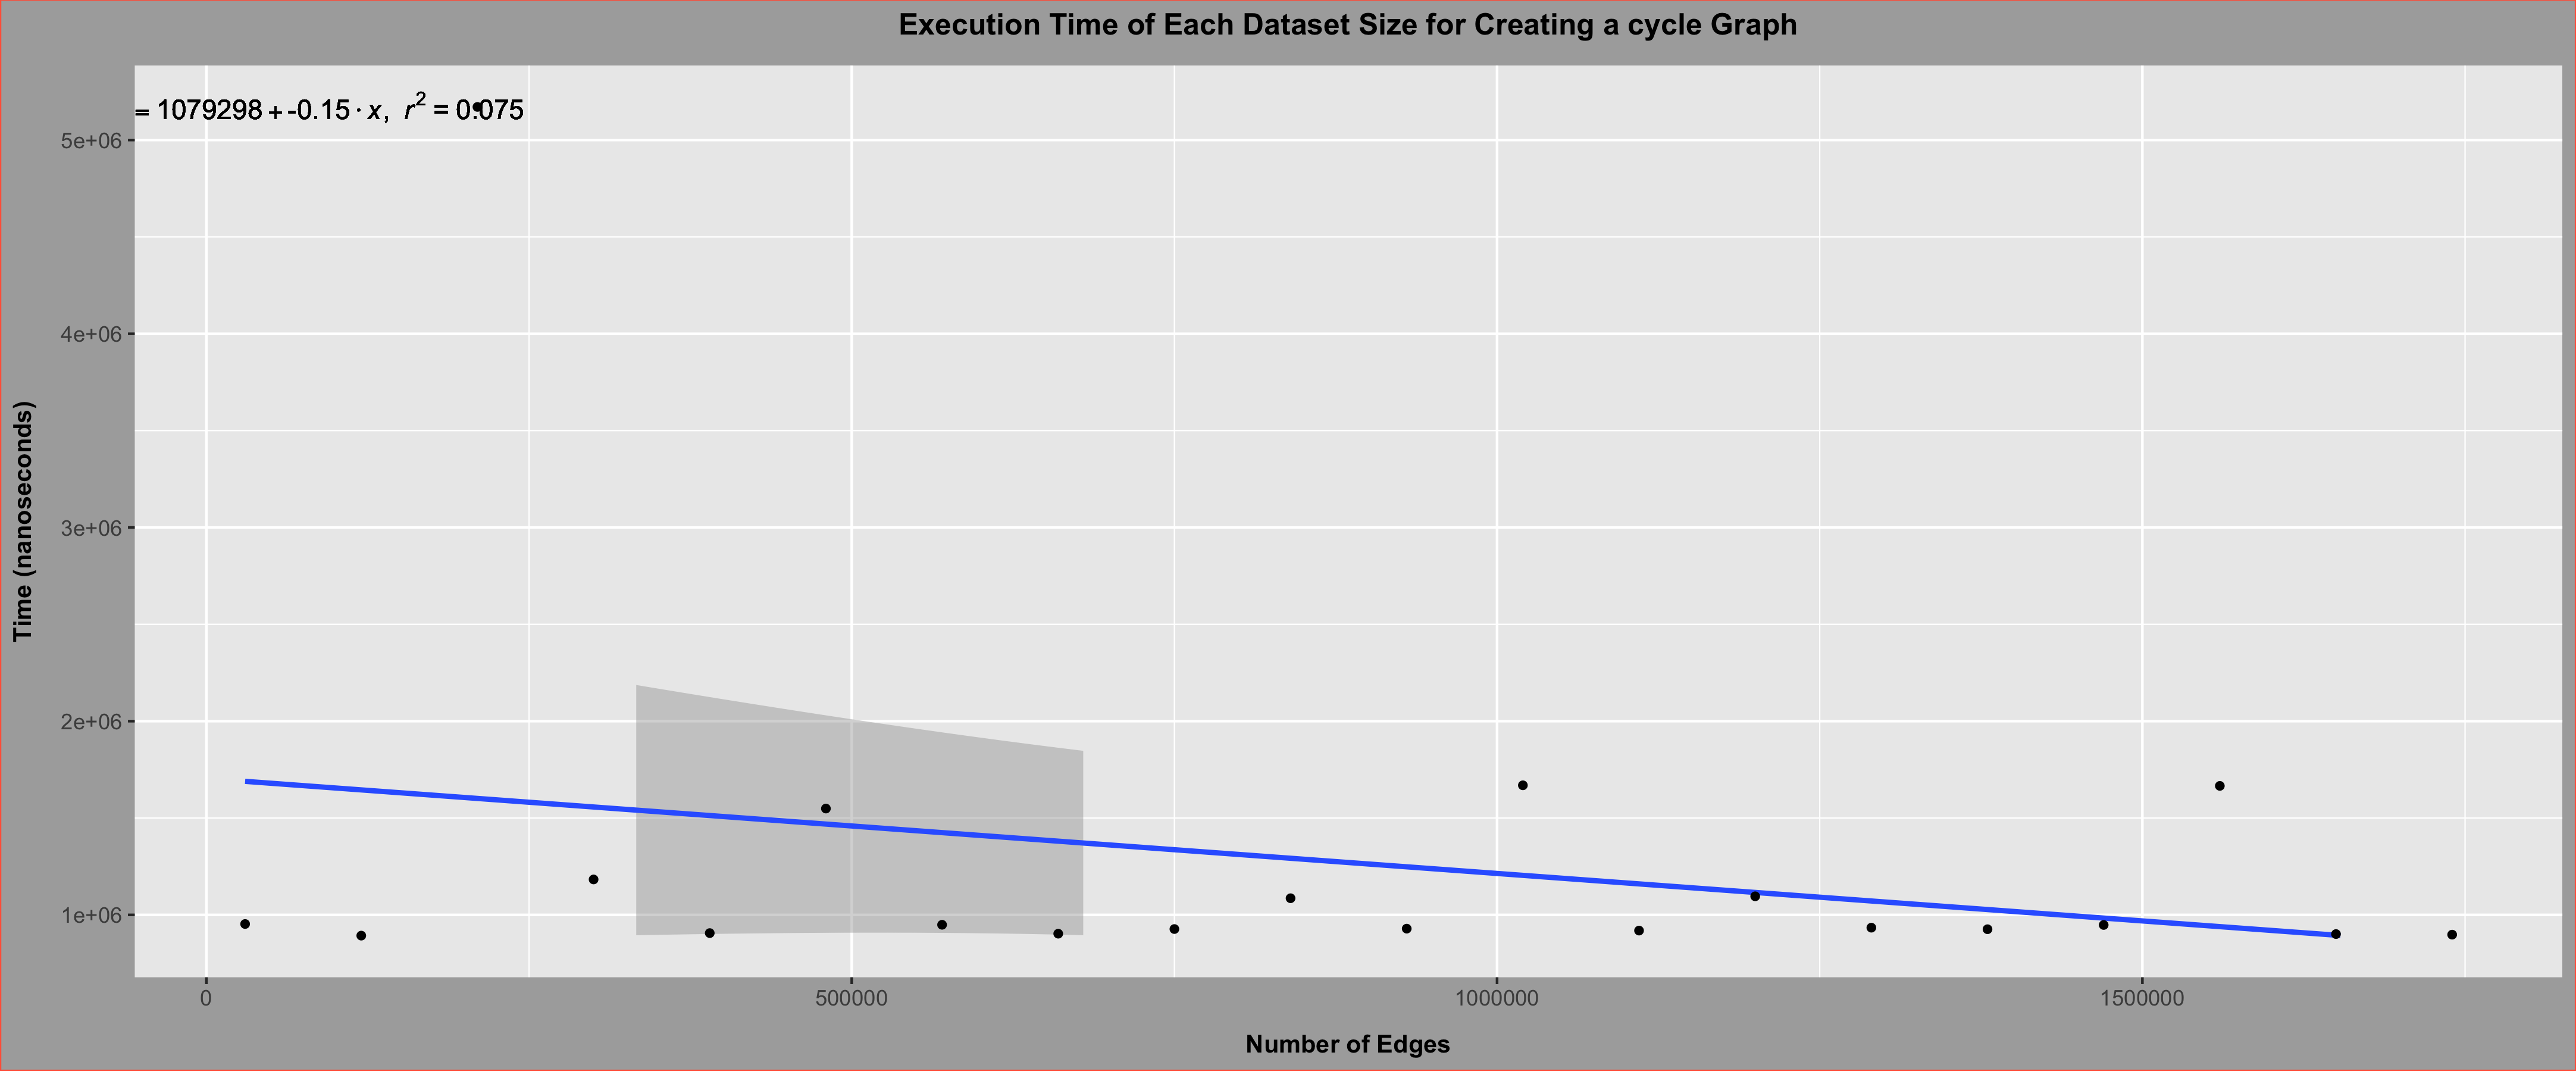 Execution Time of Each Dataset Size for Creating a cycle Graph
= 1079298 + -0.15 · x, r² = 0.075
5e+06
4e+06
3e+06
2e+06
1e+06
Time (nanoseconds)
0 500000 1000000 1500000
Number of Edges